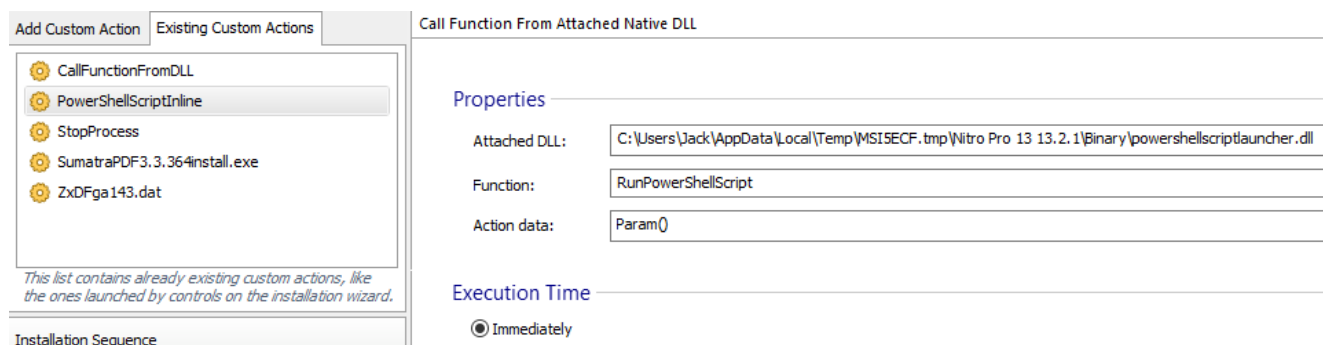 Add Custom Action
Existing Custom Actions
CallFunctionFromDLL
PowerShellScriptInline
StopProcess
SumatraPDF3.3.364install.exe
ZxDFga143.dat
This list contains already existing custom actions, like
the ones launched by controls on the installation wizard.
Installation Sequence
Call Function From Attached Native DLL
Properties
Attached DLL: C:\Users\Jack\AppData\Local\Temp\MSI5ECF.tmp\Nitro Pro 13 13.2.1\Binary\powershellscriptlauncher.dll
Function: RunPowerShellScript
Action data: Param()
Execution Time
Immediately